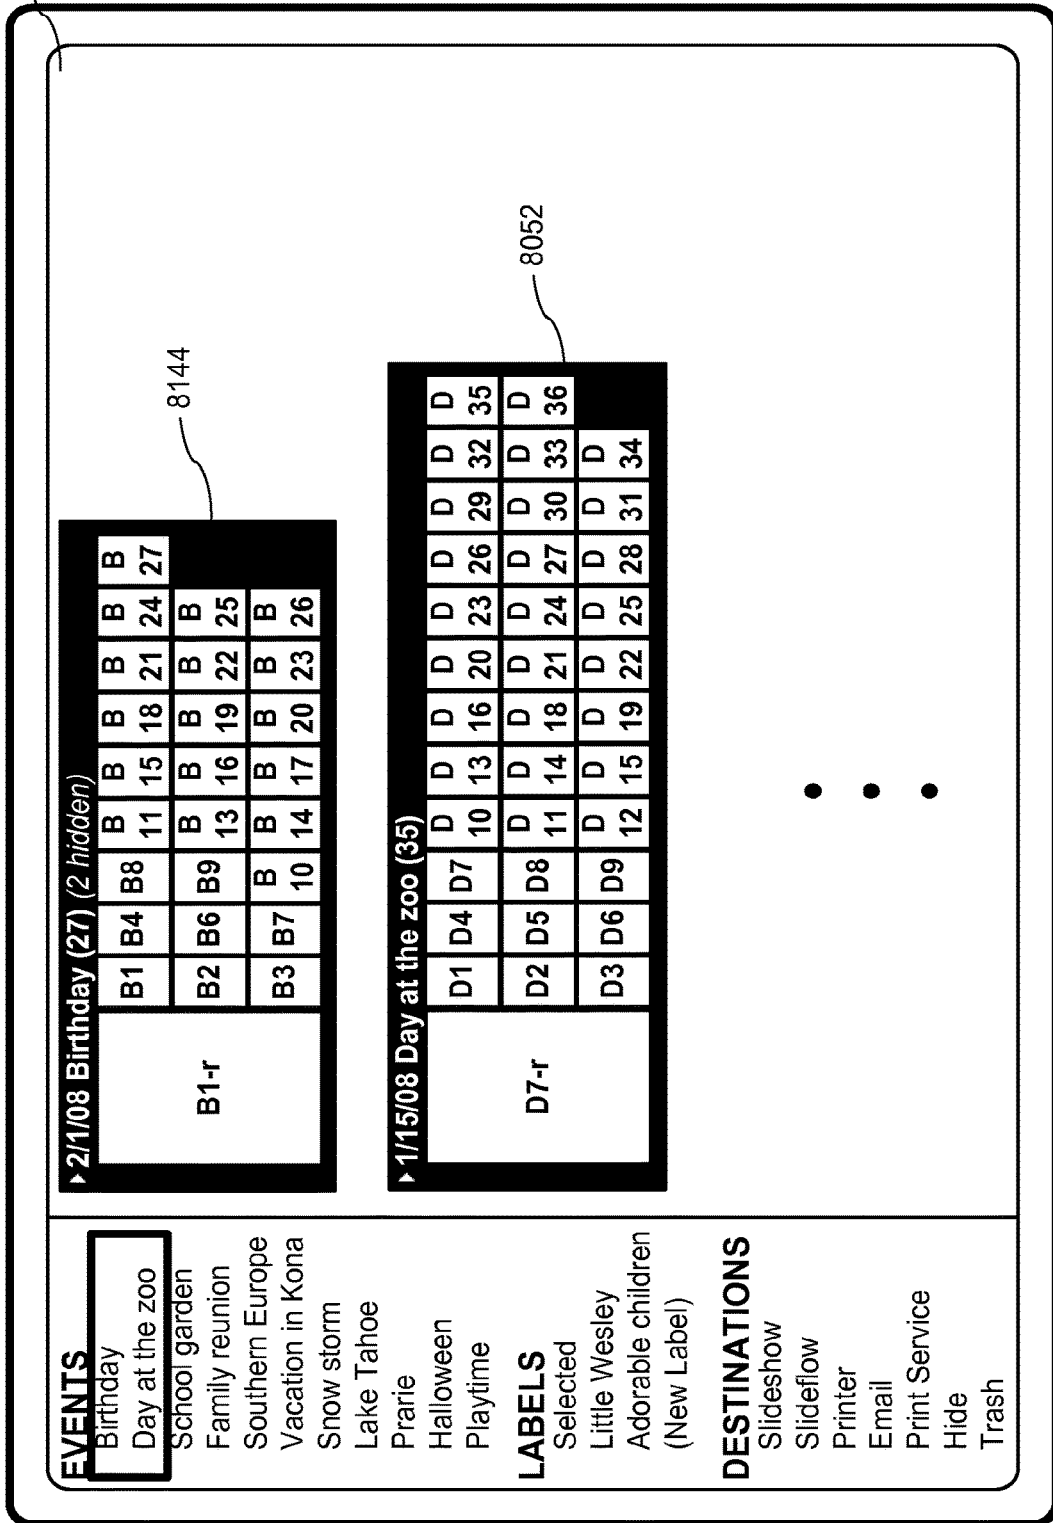 EVENTS
Birthday
Day at the zoo
School garden
Family reunion
Southern Europe
Vacation in Kona
Snow storm
Lake Tahoe
Prarie
Halloween
Playtime
LABELS
Selected
Little Wesley
Adorable children
(New Label)
DESTINATIONS
Slideshow
Slideflow
Printer
Email
Print Service
Hide
Trash
2/1/08 Birthday (27) (2 hidden)
B1-r
B1 B4 B8 B 11 B 15 B 18 B 21 B 24 B 27
B2 B6 B9 B 13 B 16 B 19 B 22 B 25
B3 B7 B 10 B 14 B 17 B 20 B 23 B 26
8144
1/15/08 Day at the zoo (35)
D7-r
D1 D4 D7 D 10 D 13 D 16 D 20 D 23 D 26 D 29 D 32 D 35
D2 D5 D8 D 11 D 14 D 18 D 21 D 24 D 27 D 30 D 33 D 36
D3 D6 D9 D 12 D 15 D 19 D 22 D 25 D 28 D 31 D 34
8052